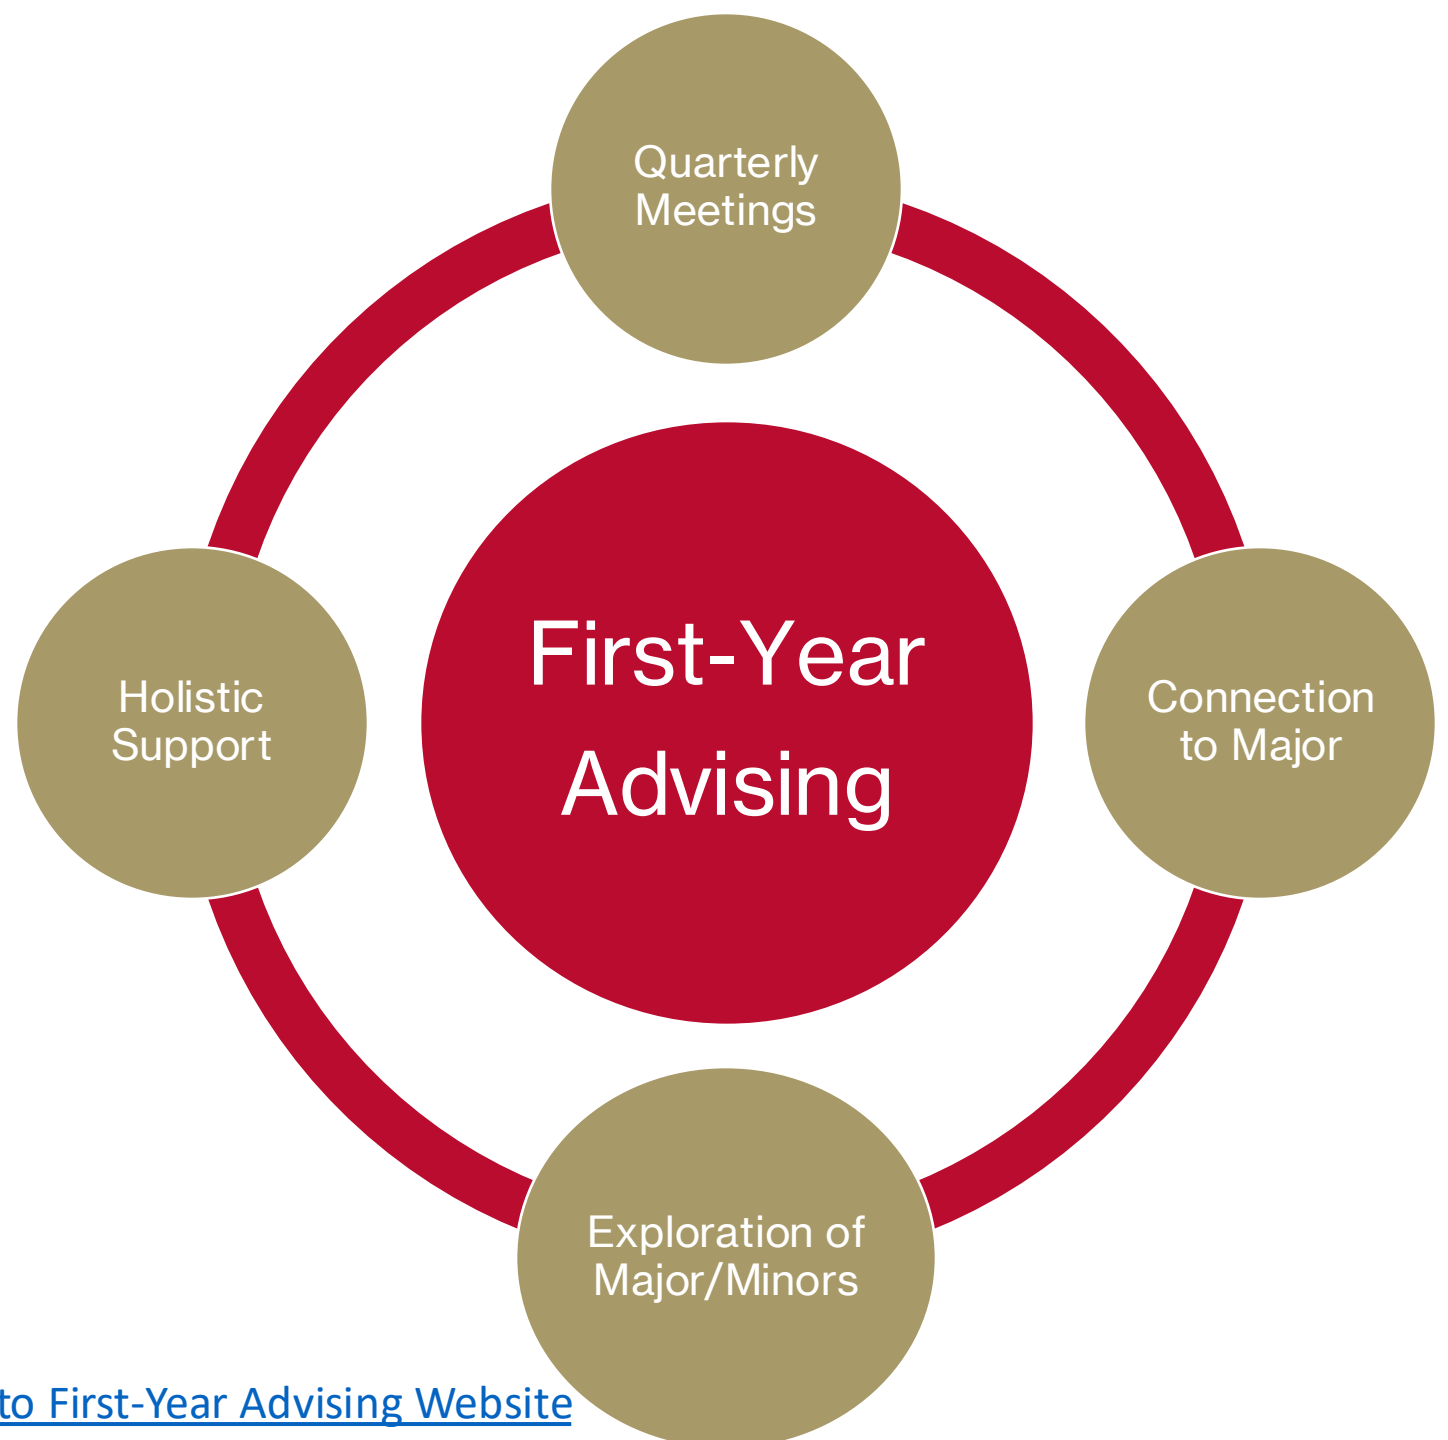 Quarterly
Meetings
Holistic
Support
First-Year
Advising
Connection
to Major
Exploration of
Major/Minors
to First-Year Advising Website